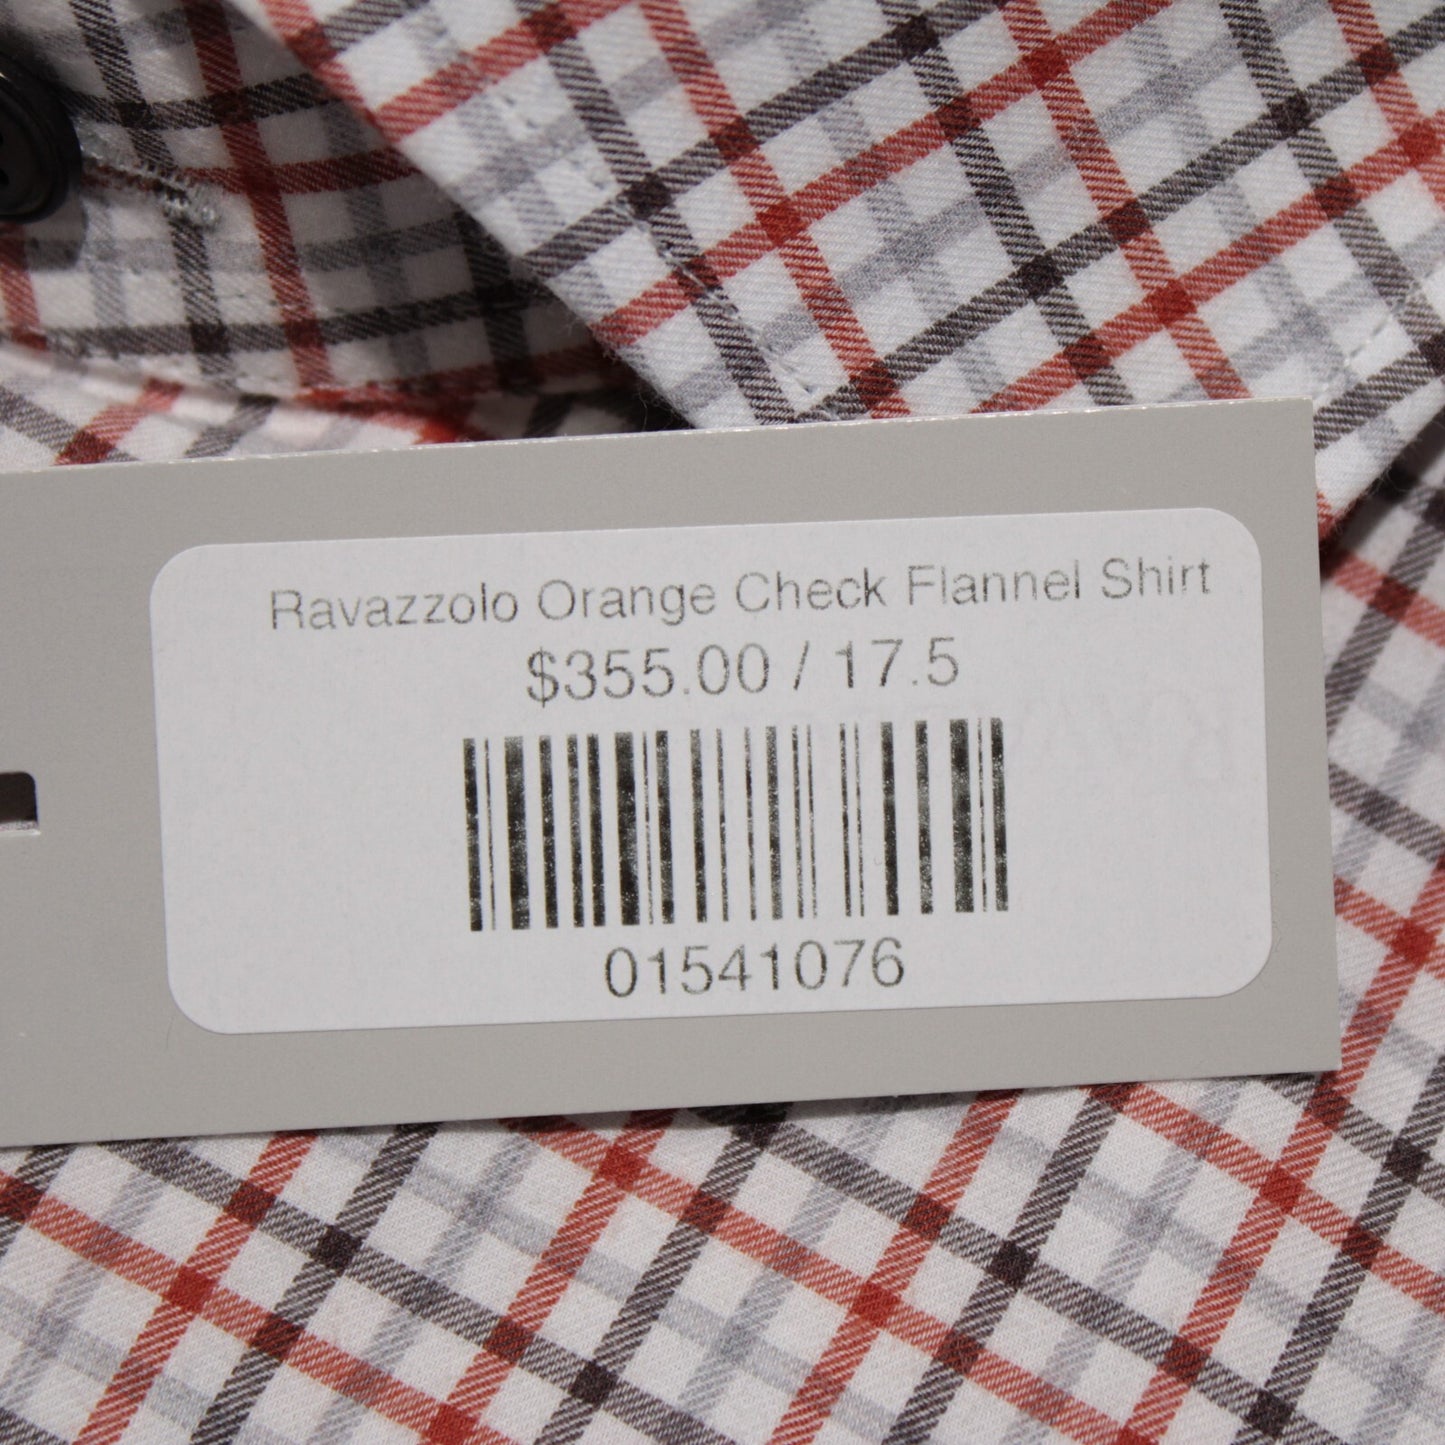 Ravazzolo Orange Check Flannel Shirt
$355.00 / 17.5
01541076